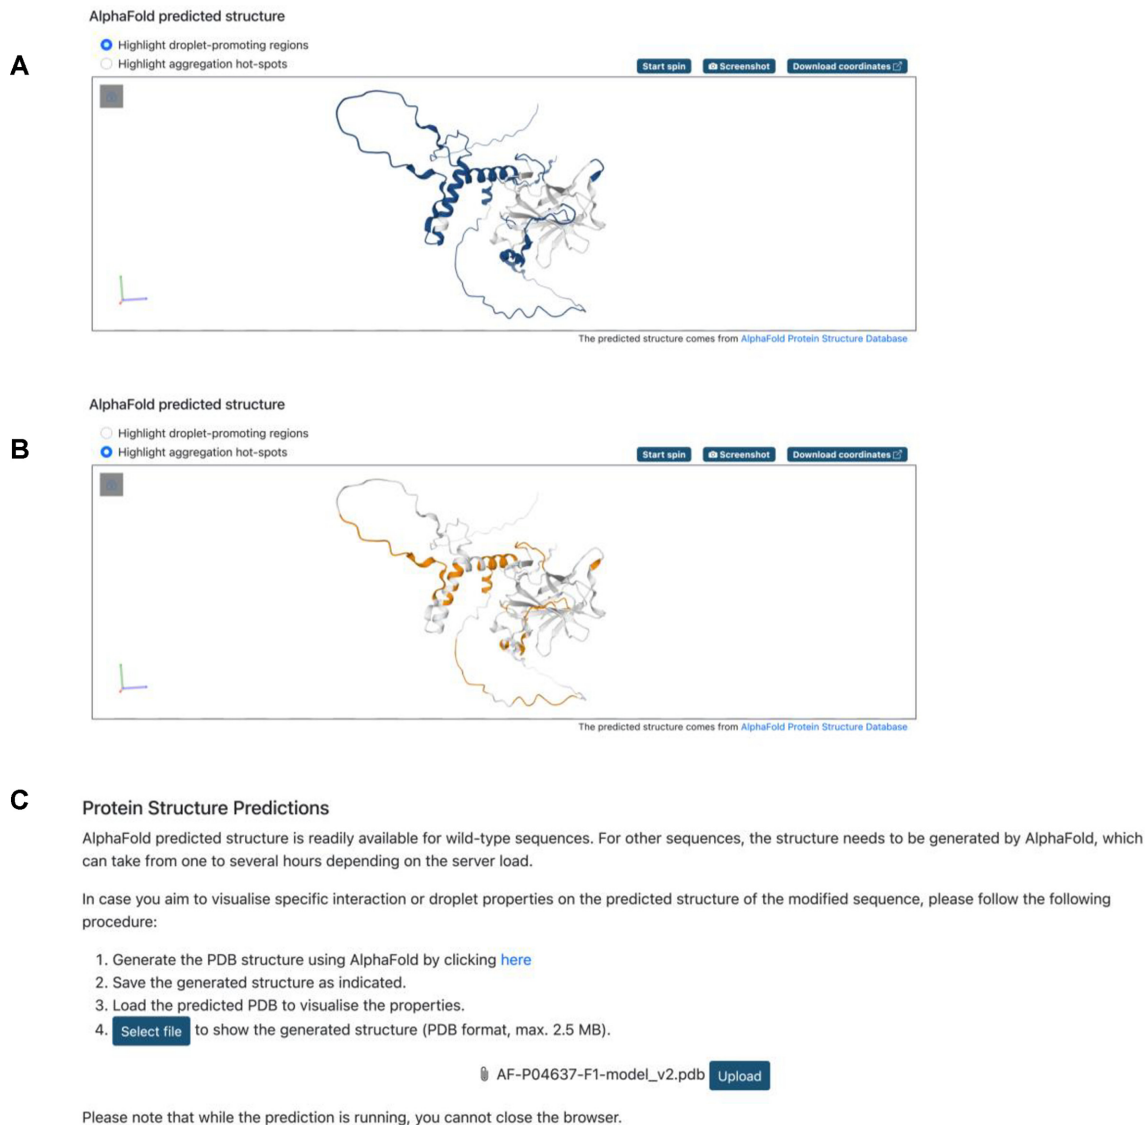 AlphaFold predicted structure
A
Highlight droplet-promoting regions
Highlight aggregation hot-spots
Start spin Screenshot Download coordinates
The predicted structure comes from AlphaFold Protein Structure Database
AlphaFold predicted structure
B
Highlight droplet-promoting regions
Highlight aggregation hot-spots
Start spin Screenshot Download coordinates
The predicted structure comes from AlphaFold Protein Structure Database
C
Protein Structure Predictions
AlphaFold predicted structure is readily available for wild-type sequences. For other sequences, the structure needs to be generated by AlphaFold, which
can take from one to several hours depending on the server load.
In case you aim to visualise specific interaction or droplet properties on the predicted structure of the modified sequence, please follow the following
procedure:
1. Generate the PDB structure using AlphaFold by clicking here
2. Save the generated structure as indicated.
3. Load the predicted PDB to visualise the properties.
4. Select file to show the generated structure (PDB format, max. 2.5 MB).
AF-P04637-F1-model_v2.pdb Upload
Please note that while the prediction is running, you cannot close the browser.